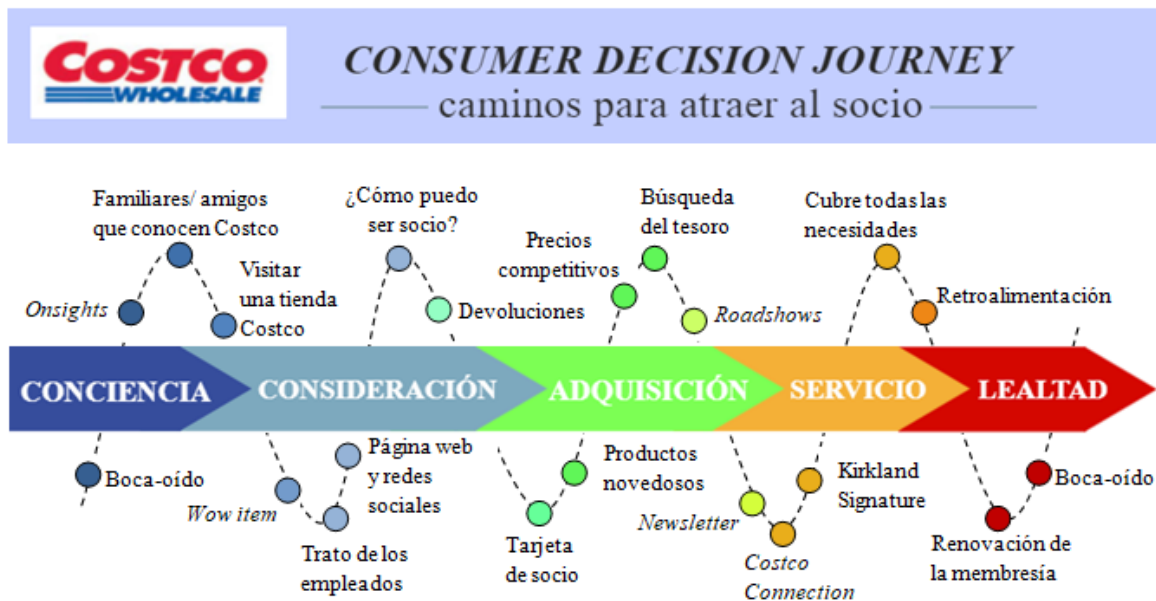 COSTCO
WHOLESALE
CONSUMER DECISION JOURNEY
caminos para atraer al socio
Familiares/ amigos
que conocen Costco
Onsights
Visitar
una tienda
Costco
¿Cómo puedo
ser socio?
Devoluciones
Precios
competitivos
Búsqueda
del tesoro
Roadshows
Cubre todas las
necesidades
Retroalimentación
CONCIENCIA
CONSIDERACIÓN
ADQUISICIÓN
SERVICIO
LEALTAD
Boca-oído
Wow item
Página web
y redes
sociales
Trato de los
empleados
Tarjeta
de socio
Productos
novedosos
Newsletter
Costco
Connection
Kirkland
Signature
Renovación de
la membresía
Boca-oído